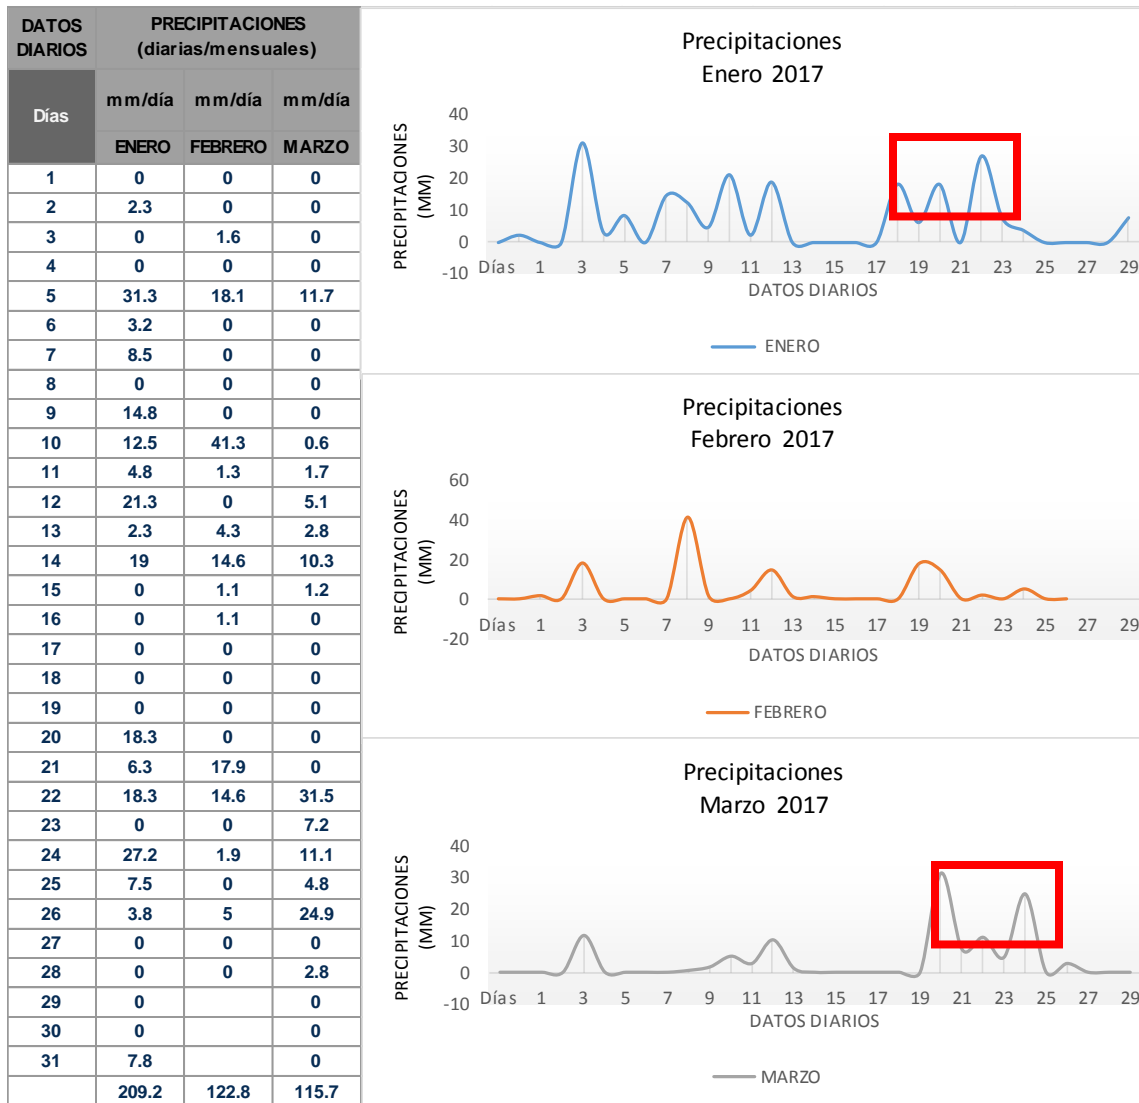 DATOS DIARIOS PRECIPITACIONES (diarias/mensuales)
Días mm/día mm/día mm/día
ENERO FEBRERO MARZO
1 0 0 0
2 2.3 0 0
3 0 1.6 0
4 0 0 0
5 31.3 18.1 11.7
6 3.2 0 0
7 8.5 0 0
8 0 0 0
9 14.8 0 0
10 12.5 41.3 0.6
11 4.8 1.3 1.7
12 21.3 0 5.1
13 2.3 4.3 2.8
14 19 14.6 10.3
15 0 1.1 1.2
16 0 1.1 0
17 0 0 0
18 0 0 0
19 0 0 0
20 18.3 0 0
21 6.3 17.9 0
22 18.3 14.6 31.5
23 0 0 7.2
24 27.2 1.9 11.1
25 7.5 0 4.8
26 3.8 5 24.9
27 0 0 0
28 0 0 2.8
29 0 0
30 0 0
31 7.8 0
209.2 122.8 115.7
Precipitaciones
Enero 2017
PRECIPITACIONES
(MM)
40
30
20
10
0
-10
Días 1 3 5 7 9 11 13 15 17 19 21 23 25 27 29
DATOS DIARIOS
ENERO
Precipitaciones
Febrero 2017
PRECIPITACIONES
(MM)
60
40
20
0
-20
Días 1 3 5 7 9 11 13 15 17 19 21 23 25 27 29
DATOS DIARIOS
FEBRERO
Precipitaciones
Marzo 2017
PRECIPITACIONES
(MM)
40
30
20
10
0
-10
Días 1 3 5 7 9 11 13 15 17 19 21 23 25 27 29
DATOS DIARIOS
MARZO